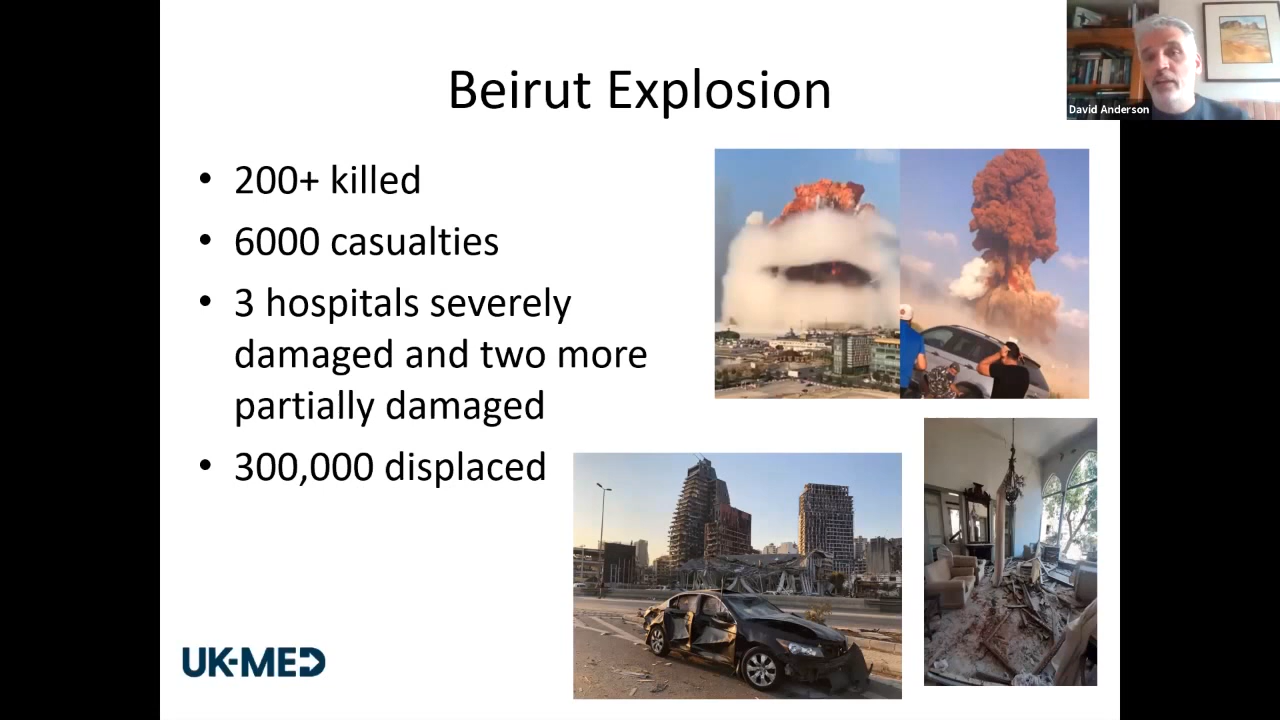 Beirut Explosion
David Anderson
• 200+ killed
• 6000 casualties
• 3 hospitals severely
damaged and two more
partially damaged
• 300,000 displaced
UK-MED